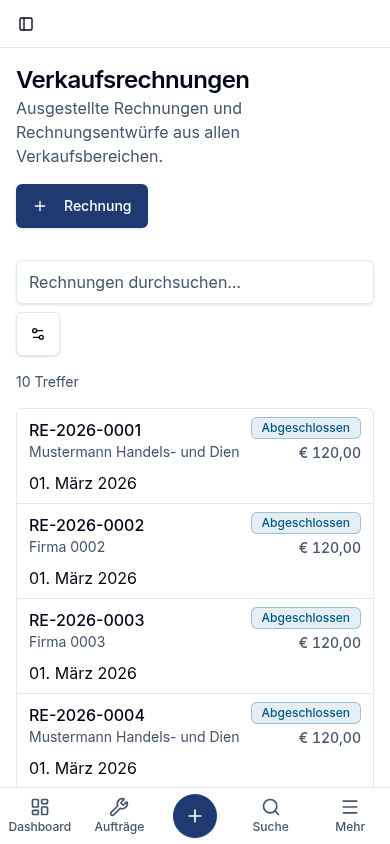 Verkaufsrechnungen
Ausgestellte Rechnungen und
Rechnungsentwürfe aus allen
Verkaufsbereichen.
Rechnung
Rechnungen durchsuchen...
10 Treffer
RE-2026-0001 Abgeschlossen
Mustermann Handels- und Dien € 120,00
01. März 2026
RE-2026-0002 Abgeschlossen
Firma 0002 € 120,00
01. März 2026
RE-2026-0003 Abgeschlossen
Firma 0003 € 120,00
01. März 2026
RE-2026-0004 Abgeschlossen
Mustermann Handels- und Dien € 120,00
01. März 2026
Dashboard Aufträge Suche Mehr